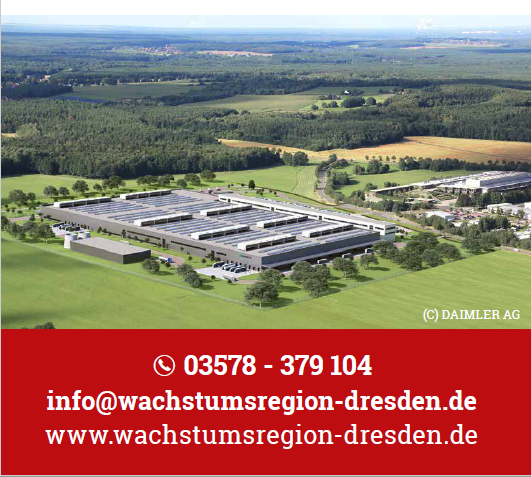 (C) DAIMLER AG
03578 - 379 104
info@wachstumsregion-dresden.de
www.wachstumsregion-dresden.de